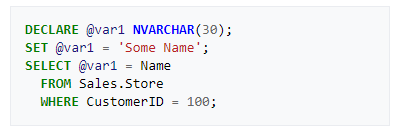 DECLARE @var1 NVARCHAR(30);
SET @var1 = 'Some Name';
SELECT @var1 = Name
FROM Sales.Store
WHERE CustomerID = 100;